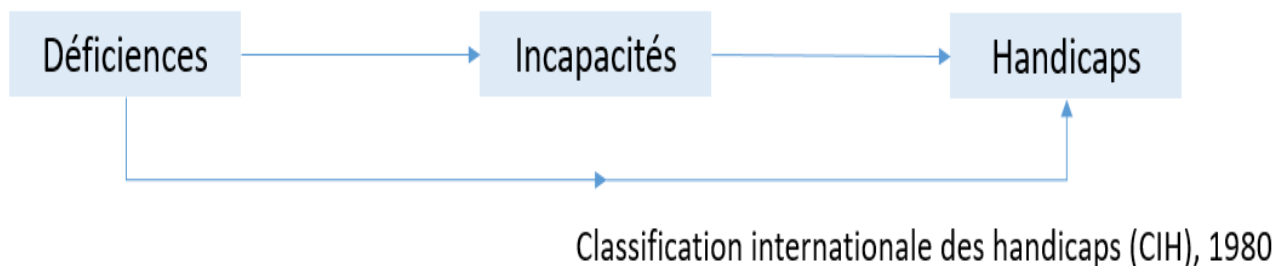 Déficiences
Incapacités
Handicaps
Classification internationale des handicaps (CIH), 1980